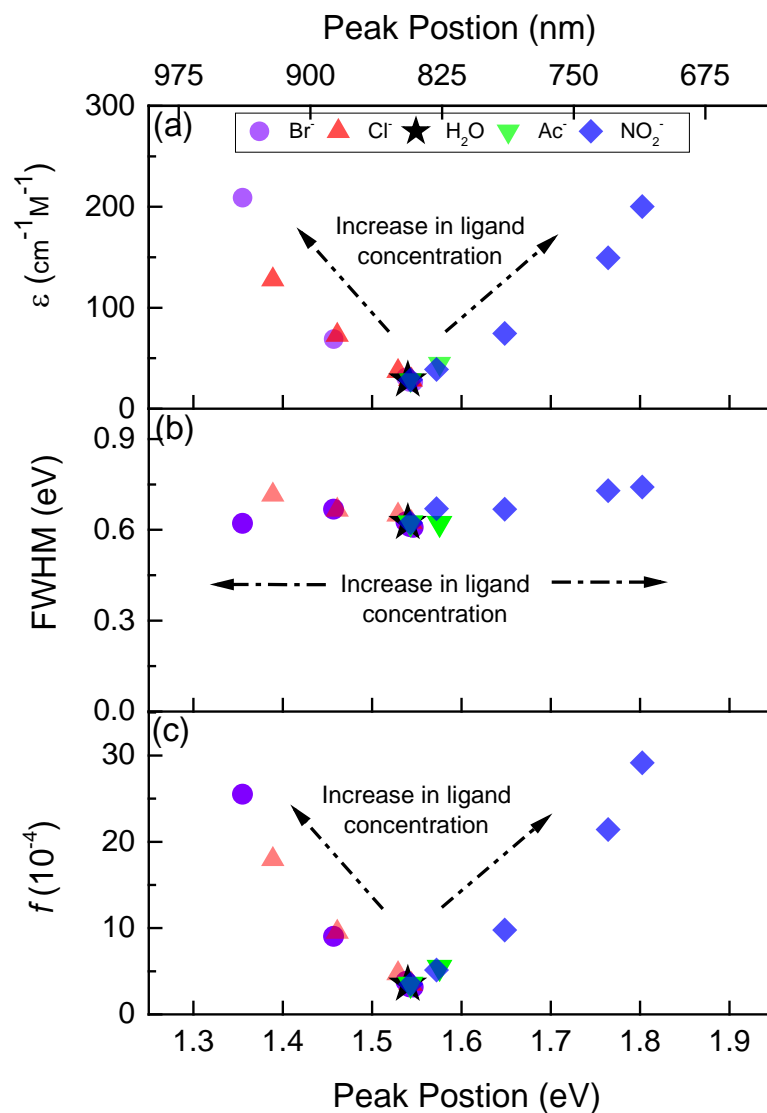 Peak Postion (nm)
975 900 825 750 675
(a)
Br⁻ Cl⁻ H₂O Ac⁻ NO₂⁻
300
200
100
0
ε (cm⁻¹M⁻¹)
Increase in ligand
concentration
(b)
0.9
0.6
0.3
0.0
FWHM (eV)
Increase in ligand
concentration
(c)
30
20
10
0
f (10⁻⁴)
Increase in ligand
concentration
1.3 1.4 1.5 1.6 1.7 1.8 1.9
Peak Postion (eV)